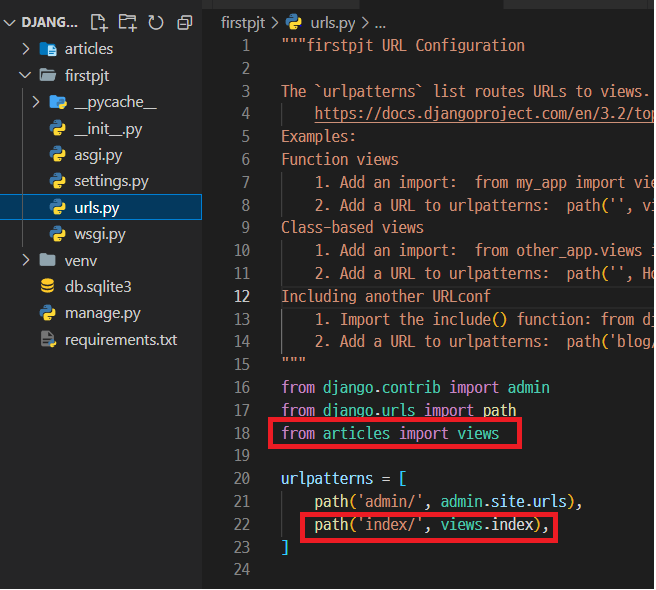 DJANG...
articles
firstpjt
__pycache__
__init__.py
asgi.py
settings.py
urls.py
wsgi.py
venv
db.sqlite3
manage.py
requirements.txt
firstpjt > urls.py > ...
1 """firstpjt URL Configuration
2
3 The `urlpatterns` list routes URLs to views.
4 https://docs.djangoproject.com/en/3.2/top
5 Examples:
6 Function views
7 1. Add an import:  from my_app import vie
8 2. Add a URL to urlpatterns:  path('', vi
9 Class-based views
10 1. Add an import:  from other_app.views i
11 2. Add a URL to urlpatterns:  path('', Ho
12 Including another URLconf
13 1. Import the include() function: from dj
14 2. Add a URL to urlpatterns:  path('blog/
15 """
16 from django.contrib import admin
17 from django.urls import path
18 from articles import views
19
20 urlpatterns = [
21 path('admin/', admin.site.urls),
22 path('index/', views.index),
23 ]
24